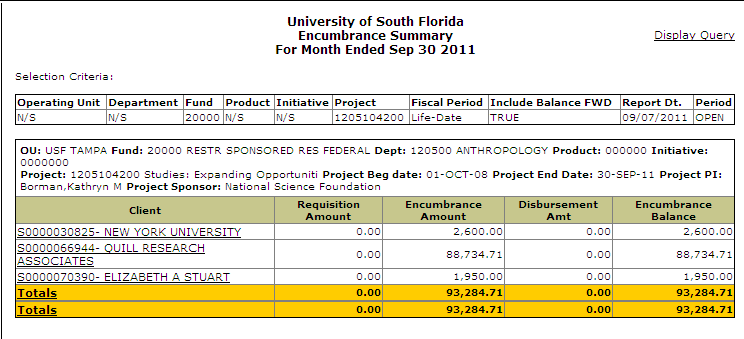 University of South Florida
Encumbrance Summary
For Month Ended Sep 30 2011
Display Query
Selection Criteria:
Operating Unit Department Fund Product Initiative Project Fiscal Period Include Balance FWD Report Dt. Period
N/S N/S 20000 N/S N/S 1205104200 Life-Date TRUE 09/07/2011 OPEN
OU: USF TAMPA Fund: 20000 RESTR SPONSORED RES FEDERAL Dept: 120500 ANTHROPOLOGY Product: 000000 Initiative:
0000000
Project: 1205104200 Studies: Expanding Opportuniti Project Beg date: 01-OCT-08 Project End Date: 30-SEP-11 Project PI:
Borman,Kathryn M Project Sponsor: National Science Foundation
Client Requisition Amount Encumbrance Amount Disbursement Amt Encumbrance Balance
S0000030825- NEW YORK UNIVERSITY 0.00 2,600.00 0.00 2,600.00
S0000066944- QUILL RESEARCH
ASSOCIATES 0.00 88,734.71 0.00 88,734.71
S0000070390- ELIZABETH A STUART 0.00 1,950.00 0.00 1,950.00
Totals 0.00 93,284.71 0.00 93,284.71
Totals 0.00 93,284.71 0.00 93,284.71